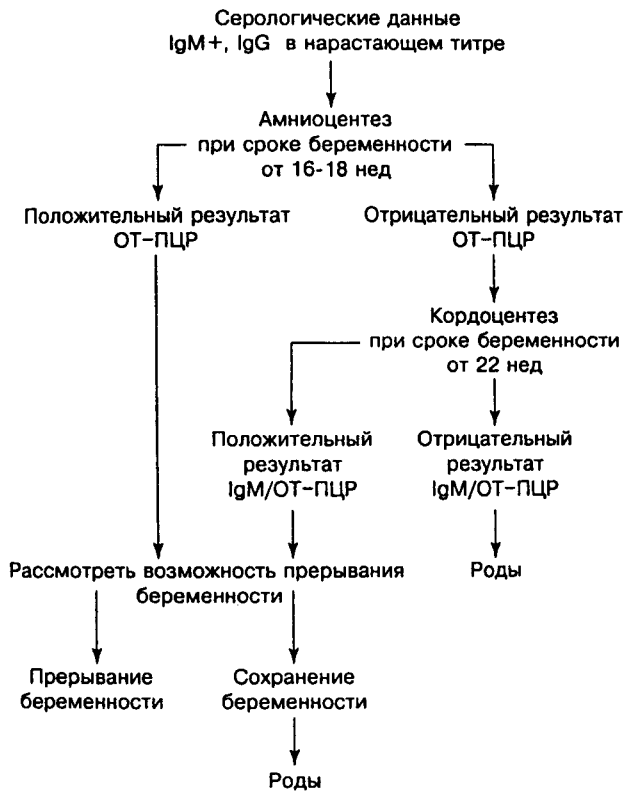 Серологические данные
IgM+, IgG в нарастающем титре
Амниоцентез
при сроке беременности
от 16-18 нед
Положительный результат
ОТ-ПЦР
Отрицательный результат
ОТ-ПЦР
Кордоцентез
при сроке беременности
от 22 нед
Положительный
результат
IgM/ОТ-ПЦР
Отрицательный
результат
IgM/ОТ-ПЦР
Рассмотреть возможность прерывания
беременности
Роды
Прерывание
беременности
Сохранение
беременности
Роды